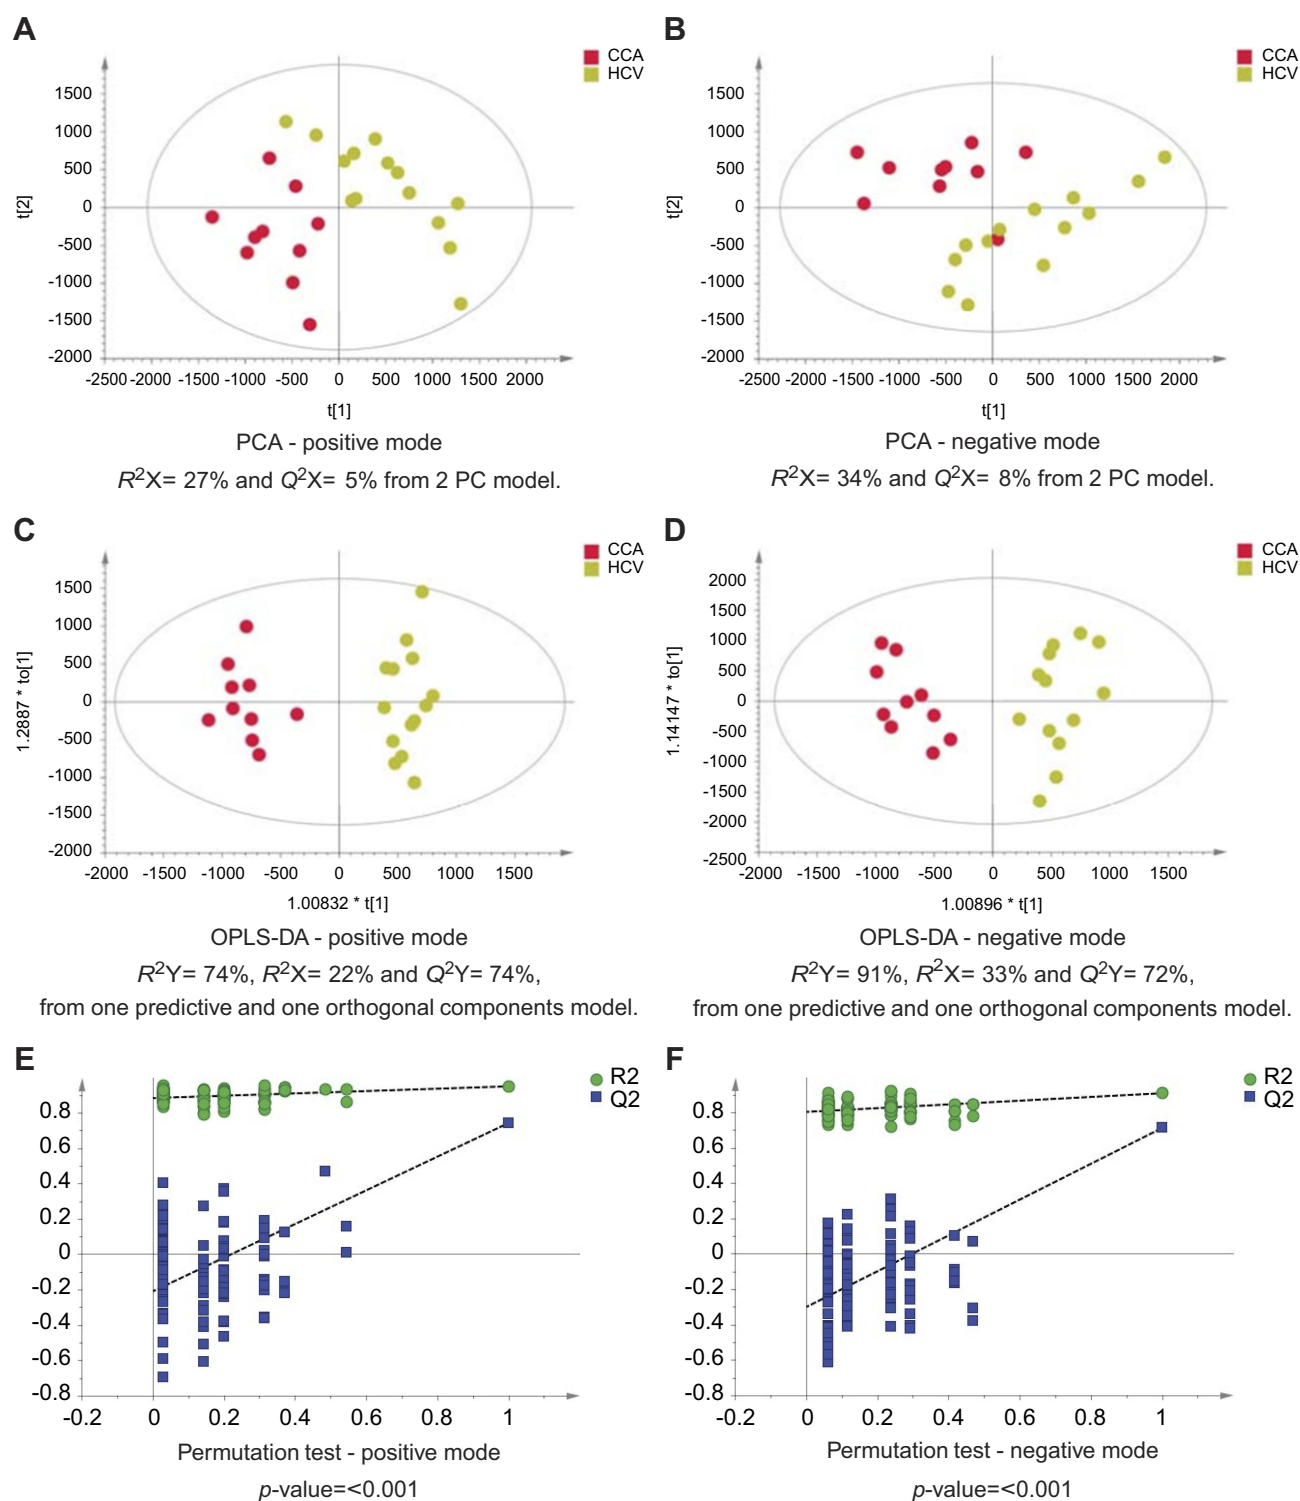 A
CCA
HCV
1500
1000
500
0
-500
-1000
-1500
-2000
t[2]
-2500 -2000 -1500 -1000 -500 0 500 1000 1500 2000
t[1]
PCA - positive mode
R²X= 27% and Q²X= 5% from 2 PC model.
B
CCA
HCV
1500
1000
500
0
-500
-1000
-1500
-2000
t[2]
-2500 -2000 -1500 -1000 -500 0 500 1000 1500 2000
t[1]
PCA - negative mode
R²X= 34% and Q²X= 8% from 2 PC model.
C
CCA
HCV
1500
1000
500
0
-500
-1000
-1500
-2000
1.2887 * to[1]
-2000 -1500 -1000 -500 0 500 1000 1500
1.00832 * t[1]
OPLS-DA - positive mode
R²Y= 74%, R²X= 22% and Q²Y= 74%,
from one predictive and one orthogonal components model.
D
CCA
HCV
2000
1500
1000
500
0
-500
-1000
-1500
-2000
-2500
1.14147 * to[1]
-2000 -1500 -1000 -500 0 500 1000 1500
1.00896 * t[1]
OPLS-DA - negative mode
R²Y= 91%, R²X= 33% and Q²Y= 72%,
from one predictive and one orthogonal components model.
E
R2
Q2
0.8
0.6
0.4
0.2
0
-0.2
-0.4
-0.6
-0.8
-0.2 0 0.2 0.4 0.6 0.8 1
Permutation test - positive mode
p-value=<0.001
F
R2
Q2
0.8
0.6
0.4
0.2
0
-0.2
-0.4
-0.6
-0.8
-0.2 0 0.2 0.4 0.6 0.8 1
Permutation test - negative mode
p-value=<0.001